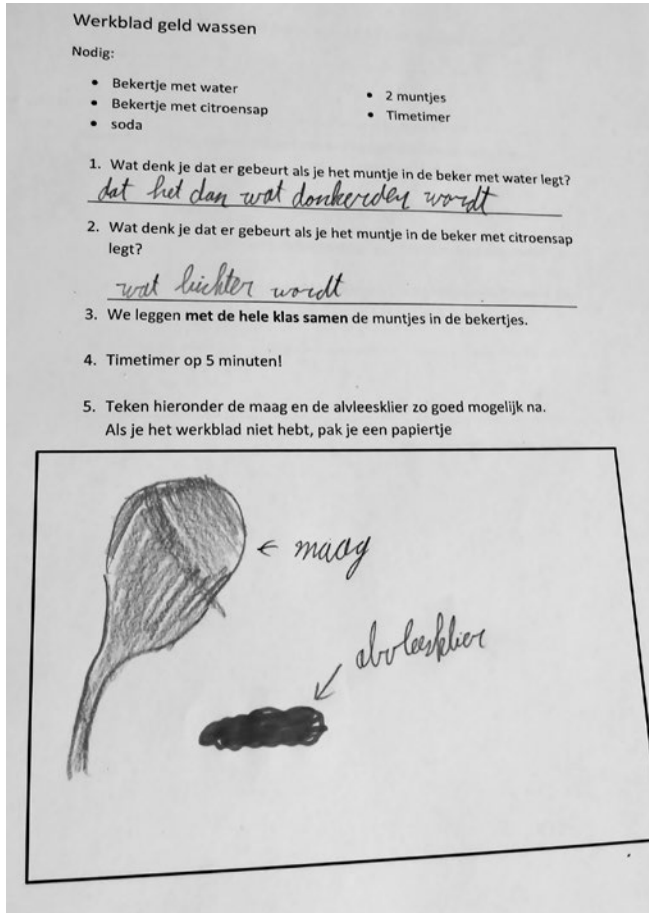 Werkblad geld wassen
Nodig:
• Bekertje met water
• Bekertje met citroensap
• soda
• 2 muntjes
• Timetimer
1. Wat denk je dat er gebeurt als je het muntje in de beker met water legt?
dat het dan wat donkerden wordt
2. Wat denk je dat er gebeurt als je het muntje in de beker met citroensap
legt?
wat lichter wordt
3. We leggen met de hele klas samen de muntjes in de bekertjes.
4. Timetimer op 5 minuten!
5. Teken hieronder de maag en de alvleesklier zo goed mogelijk na.
Als je het werkblad niet hebt, pak je een papiertje
← maag
alvleesklier